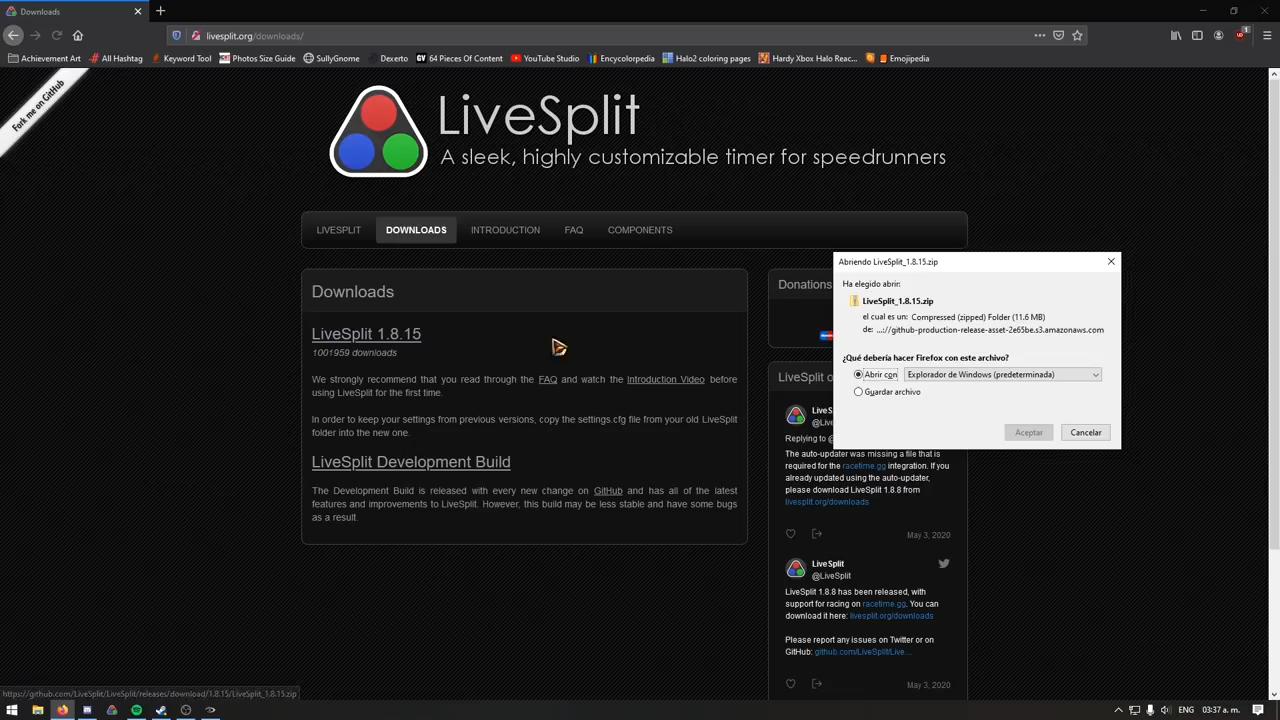 Downloads
livesplit.org/downloads/
Achievement Art
All Hashtag
Keyword Tool
Photos Size Guide
SullyGnome
Dexerto
64 Pieces Of Content
YouTube Studio
Encycolorpedia
Halo2 coloring pages
Hardy Xbox Halo Reac...
Emojipedia
Fork me on GitHub
LiveSplit
A sleek, highly customizable timer for speedrunners
LIVESPLIT
DOWNLOADS
INTRODUCTION
FAQ
COMPONENTS
Downloads
LiveSplit 1.8.15
1001959 downloads
We strongly recommend that you read through the FAQ and watch the Introduction Video before
using LiveSplit for the first time.
In order to keep your settings from previous versions, copy the settings.cfg file from your old LiveSplit
folder into the new one.
LiveSplit Development Build
The Development Build is released with every new change on GitHub and has all of the latest
features and improvements to LiveSplit. However, this build may be less stable and have some bugs
as a result.
Donations
Abriendo LiveSplit_1.8.15.zip
Ha elegido abrir:
LiveSplit_1.8.15.zip
el cual es un: Compressed (zipped) Folder (11.6 MB)
de: ...://github-production-release-asset-2e65be.s3.amazonaws.com
¿Qué debería hacer Firefox con este archivo?
Abrir con
Explorador de Windows (predeterminada)
Guardar archivo
Aceptar
Cancelar
LiveSplit o
LiveS
@Live
Replying to @
The auto-updater was missing a file that is
required for the racetime.gg integration. If you
already updated using the auto-updater,
please download LiveSplit 1.8.8 from
livesplit.org/downloads
May 3, 2020
LiveSplit
@LiveSplit
LiveSplit 1.8.8 has been released, with
support for racing on racetime.gg. You can
download it here: livesplit.org/downloads
Please report any issues on Twitter or on
GitHub: github.com/LiveSplit/Live...
May 3, 2020
https://github.com/LiveSplit/LiveSplit/releases/download/1.8.15/LiveSplit_1.8.15.zip
ENG
03:37 a. m.